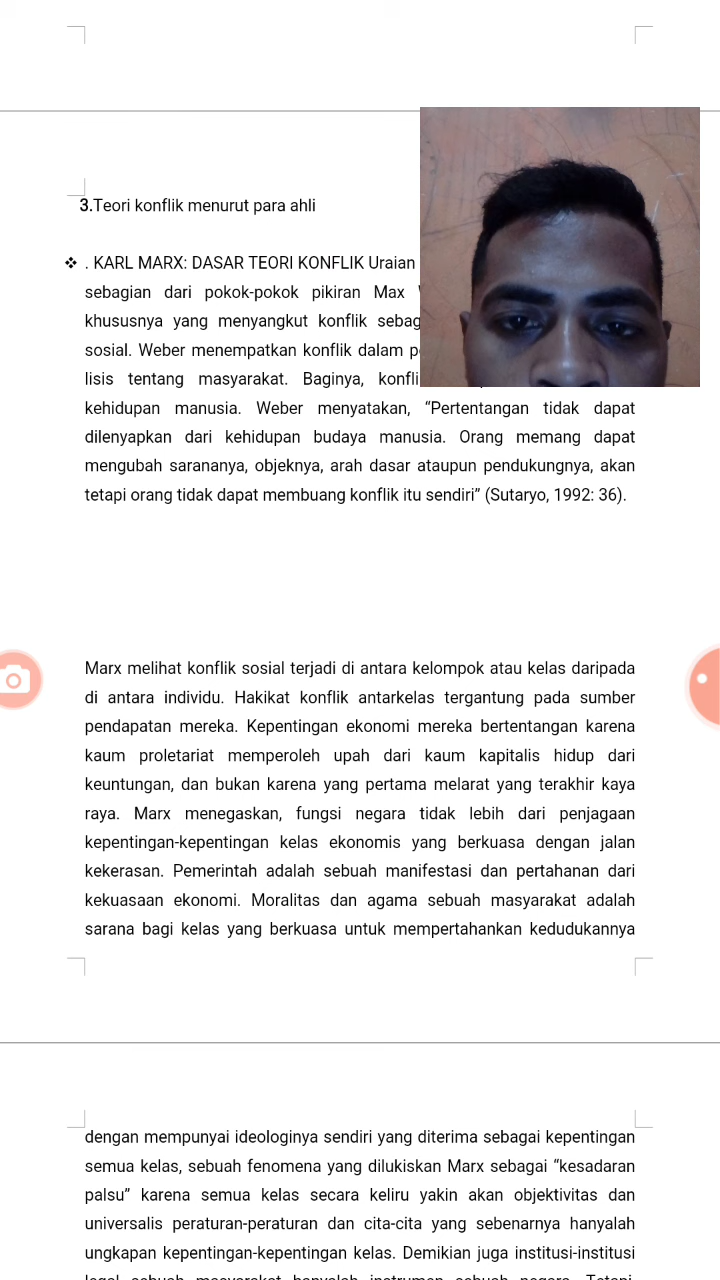 3.Teori konflik menurut para ahli
❖ . KARL MARX: DASAR TEORI KONFLIK Uraian
sebagian dari pokok-pokok pikiran Max
khususnya yang menyangkut konflik
sosial. Weber menempatkan konflik dalam
lisis tentang masyarakat. Baginya,
kehidupan manusia. Weber menyatakan, “Pertentangan tidak dapat
dilenyapkan dari kehidupan budaya manusia. Orang memang dapat
mengubah sarananya, objeknya, arah dasar ataupun pendukungnya, akan
tetapi orang tidak dapat membuang konflik itu sendiri” (Sutaryo, 1992: 36).
Marx melihat konflik sosial terjadi di antara kelompok atau kelas daripada
di antara individu. Hakikat konflik antarkelas tergantung pada sumber
pendapatan mereka. Kepentingan ekonomi mereka bertentangan karena
kaum proletariat memperoleh upah dari kaum kapitalis hidup dari
keuntungan, dan bukan karena yang pertama melarat yang terakhir kaya
raya. Marx menegaskan, fungsi negara tidak lebih dari penjagaan
kepentingan-kepentingan kelas ekonomis yang berkuasa dengan jalan
kekerasan. Pemerintah adalah sebuah manifestasi dan pertahanan dari
kekuasaan ekonomi. Moralitas dan agama sebuah masyarakat adalah
sarana bagi kelas yang berkuasa untuk mempertahankan kedudukannya
dengan mempunyai ideologinya sendiri yang diterima sebagai kepentingan
semua kelas, sebuah fenomena yang dilukiskan Marx sebagai “kesadaran
palsu” karena semua kelas secara keliru yakin akan objektivitas dan
universalis peraturan-peraturan dan cita-cita yang sebenarnya hanyalah
ungkapan kepentingan-kepentingan kelas. Demikian juga institusi-institusi